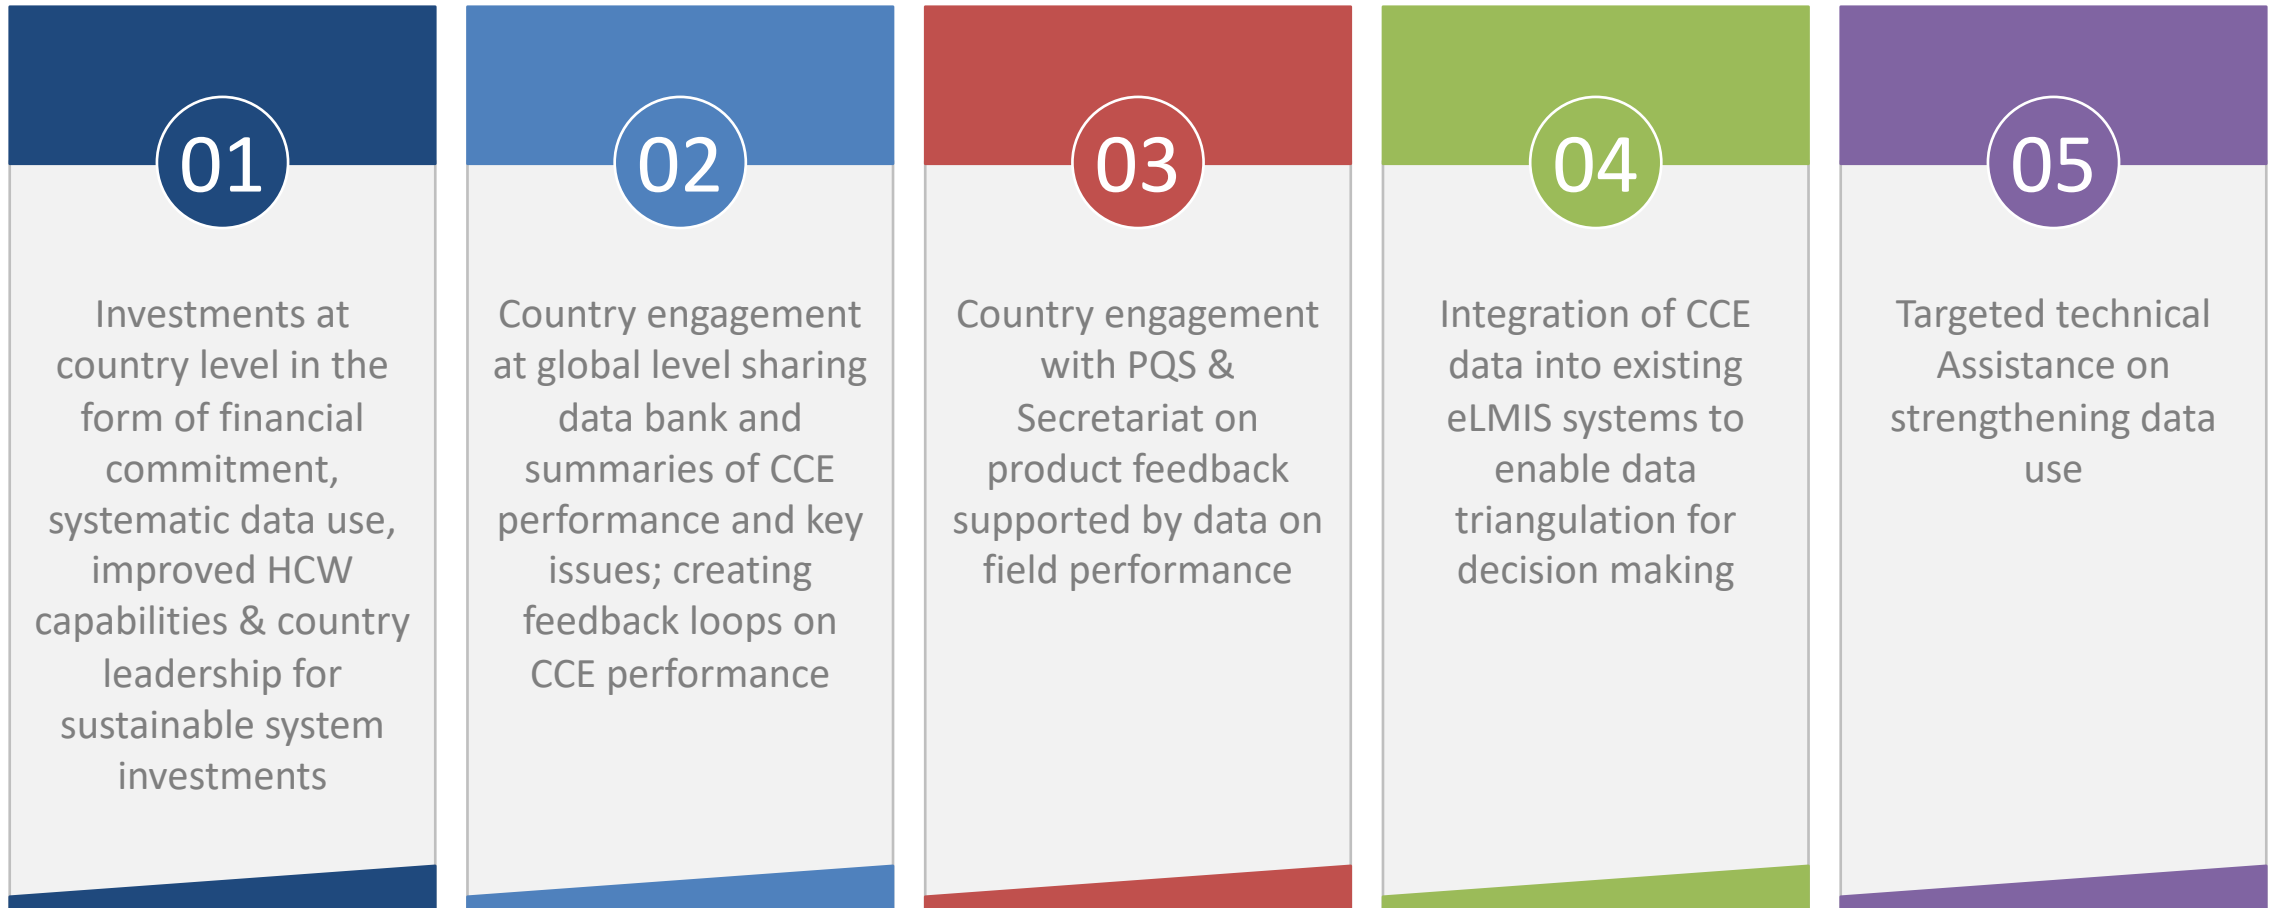 01
Investments at
country level in the
form of financial
commitment,
systematic data use,
improved HCW
capabilities & country
leadership for
sustainable system
investments
02
Country engagement
at global level sharing
data bank and
summaries of CCE
performance and key
issues; creating
feedback loops on
CCE performance
03
Country engagement
with PQS &
Secretariat on
product feedback
supported by data on
field performance
04
Integration of CCE
data into existing
eLMIS systems to
enable data
triangulation for
decision making
05
Targeted technical
Assistance on
strengthening data
use